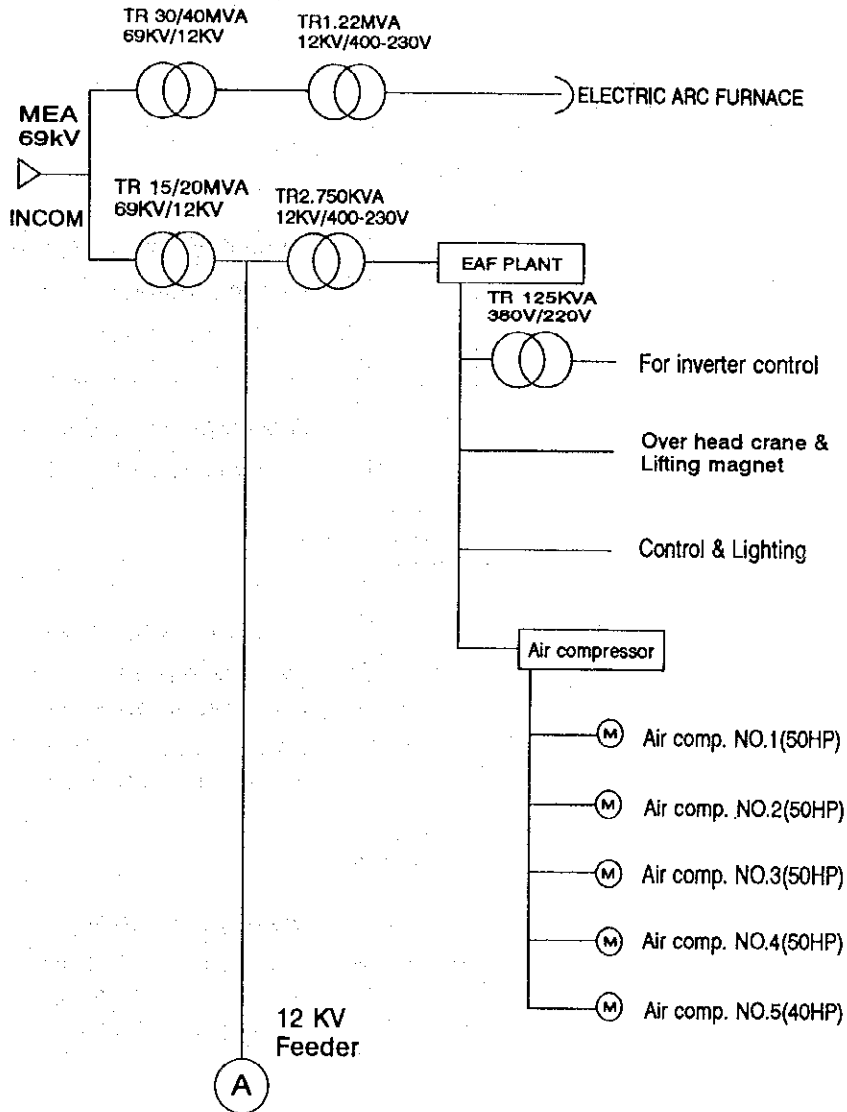 TR 30/40MVA
69KV/12KV
TR1.22MVA
12KV/400-230V
ELECTRIC ARC FURNACE
MEA
69kV
INCOM
TR 15/20MVA
69KV/12KV
TR2.750KVA
12KV/400-230V
EAF PLANT
TR 125KVA
380V/220V
For inverter control
Over head crane &
Lifting magnet
Control & Lighting
Air compressor
M Air comp. NO.1(50HP)
M Air comp. NO.2(50HP)
M Air comp. NO.3(50HP)
M Air comp. NO.4(50HP)
M Air comp. NO.5(40HP)
12 KV
Feeder
A